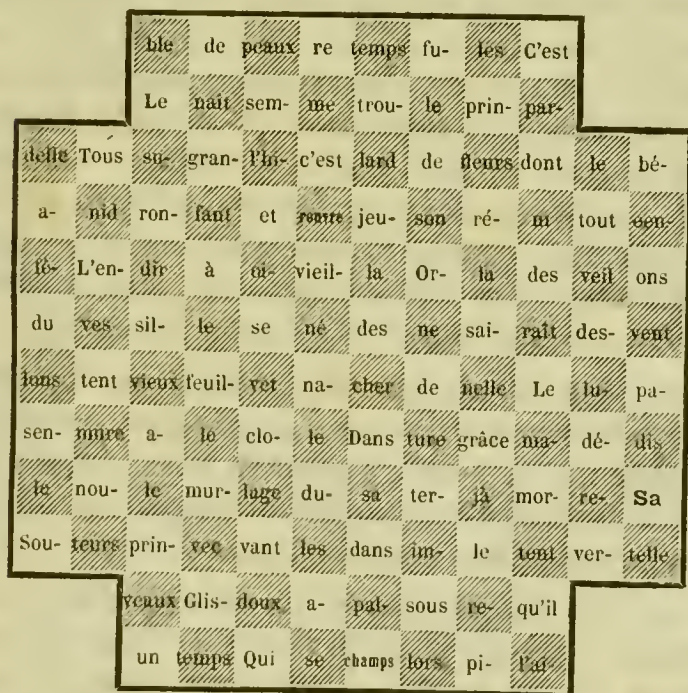 ble de peaux re temps fu- les C'est
Le naît sem- me trou- le prin- par-
delle Tous su- gran- l'hi- c'est lard de fleurs dont le bé-
a- nid ron- fant et jeu- son ré- ni tout cen-
fé- L'en- dir à oi- vieil- la Or- la des veil ons
du ves sil- le se né des ne sai- raît des- vent
lons tent vieux feuil- vet na- cher de nelle Le lu- pa-
sen- mure a- le clo- le Dans ture grâce ma- dé- dis
le nou- le mur- lage du- sa ter- jà mor- ré- Sa
Sou- teurs prin- vec vant les dans im- le tent ver- telle
veaux Glis- doux a- pal- sous re- qu'il
un temps Qui se champs lors pi- l'ai-